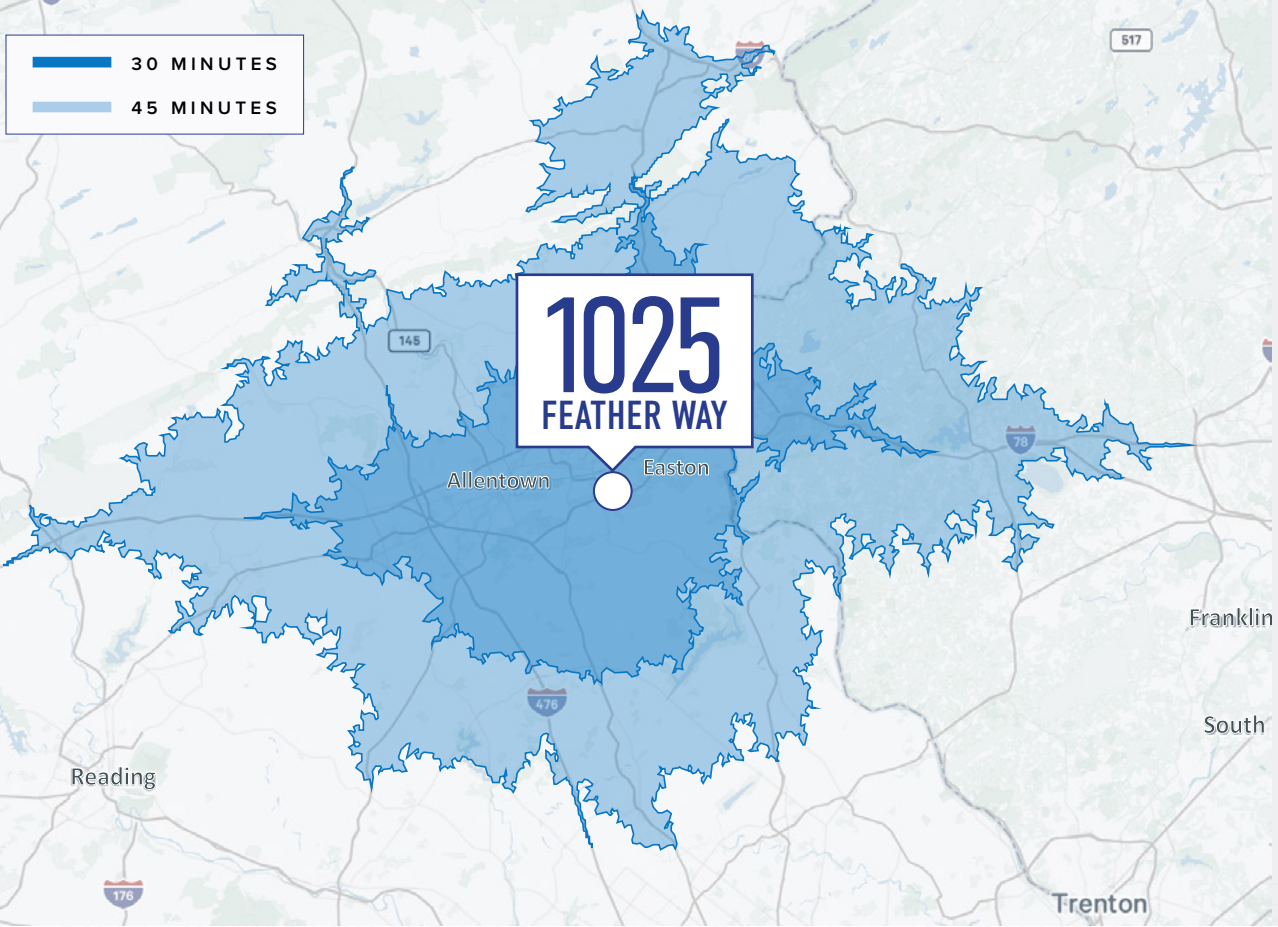 30 MINUTES
45 MINUTES
517
145
1025
FEATHER WAY
78
Allentown
Easton
Franklin
476
South
Reading
176
Trenton